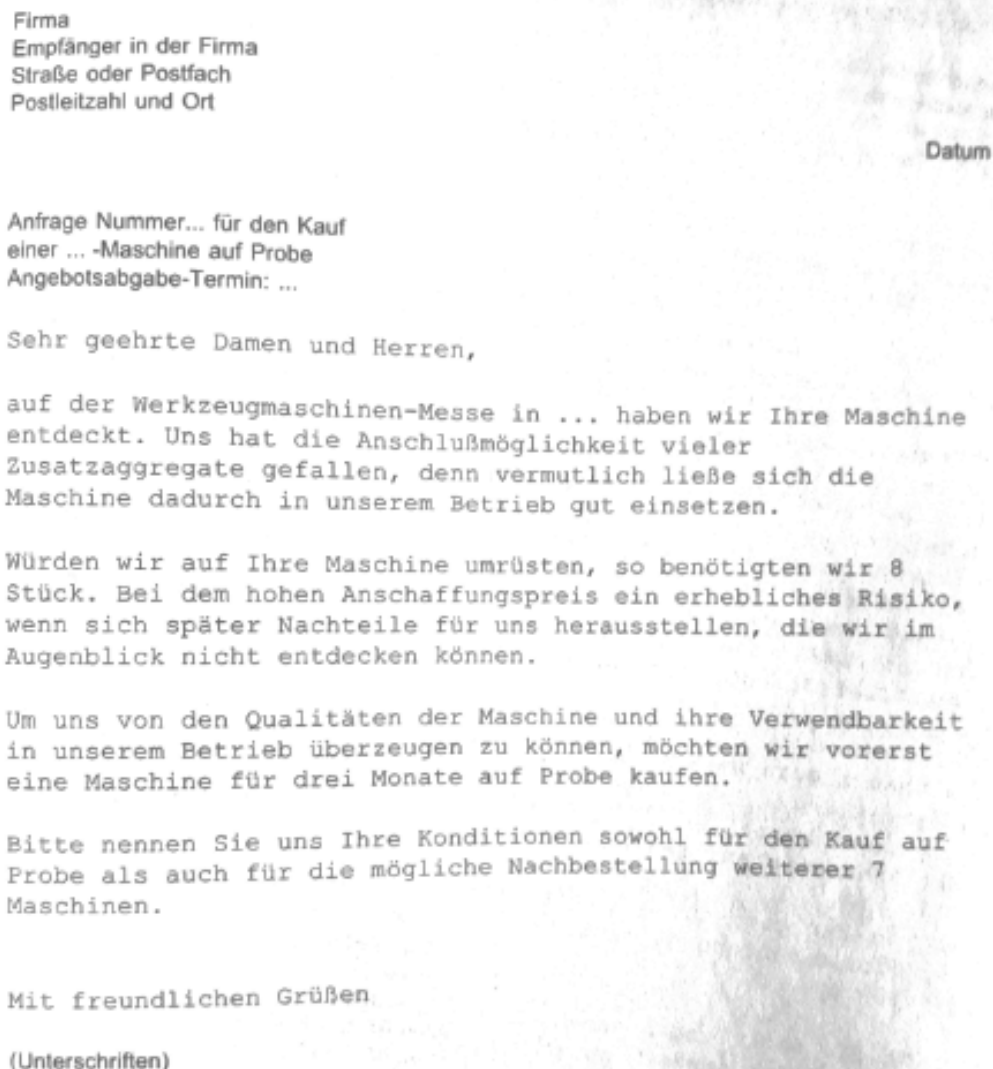 Firma
Empfänger in der Firma
Straße oder Postfach
Postleitzahl und Ort
Datum
Anfrage Nummer... für den Kauf
einer ... -Maschine auf Probe
Angebotsabgabe-Termin: ...
Sehr geehrte Damen und Herren,
auf der Werkzeugmaschinen-Messe in ... haben wir Ihre Maschine
entdeckt. Uns hat die Anschlußmöglichkeit vieler
Zusatzaggregate gefallen, denn vermutlich ließe sich die
Maschine dadurch in unserem Betrieb gut einsetzen.
Würden wir auf Ihre Maschine umrüsten, so benötigten wir 8
Stück. Bei dem hohen Anschaffungspreis ein erhebliches Risiko,
wenn sich später Nachteile für uns herausstellen, die wir im
Augenblick nicht entdecken können.
Um uns von den Qualitäten der Maschine und ihre Verwendbarkeit
in unserem Betrieb überzeugen zu können, möchten wir vorerst
eine Maschine für drei Monate auf Probe kaufen.
Bitte nennen Sie uns Ihre Konditionen sowohl für den Kauf auf
Probe als auch für die mögliche Nachbestellung weiterer 7
Maschinen.
Mit freundlichen Grüßen
(Unterschriften)